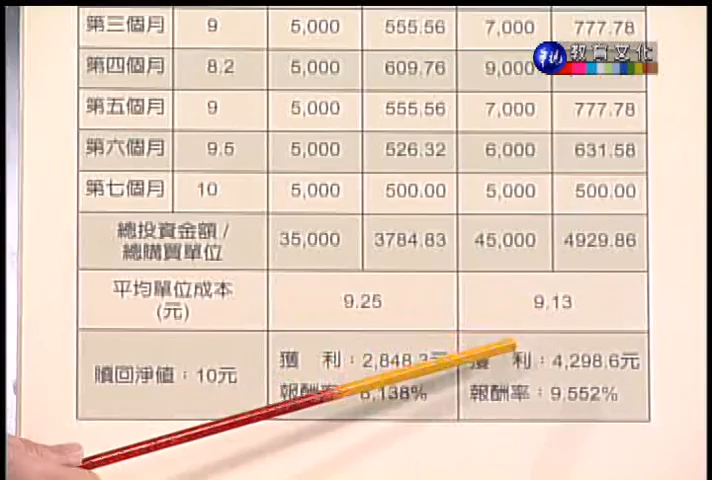 第三個月 9 5,000 555.56 7,000 777.78
華視 教育文化
第四個月 8.2 5,000 609.76 9,000
第五個月 9 5,000 555.56 7,000 777.78
第六個月 9.5 5,000 526.32 6,000 631.58
第七個月 10 5,000 500.00 5,000 500.00
總投資金額/
總購買單位 35,000 3784.83 45,000 4929.86
平均單位成本
(元) 9.25 9.13
贖回淨值：10元
獲 利：2,848.3元
報酬率 8,138%
獲 利：4,298.6元
報酬率：9.552%